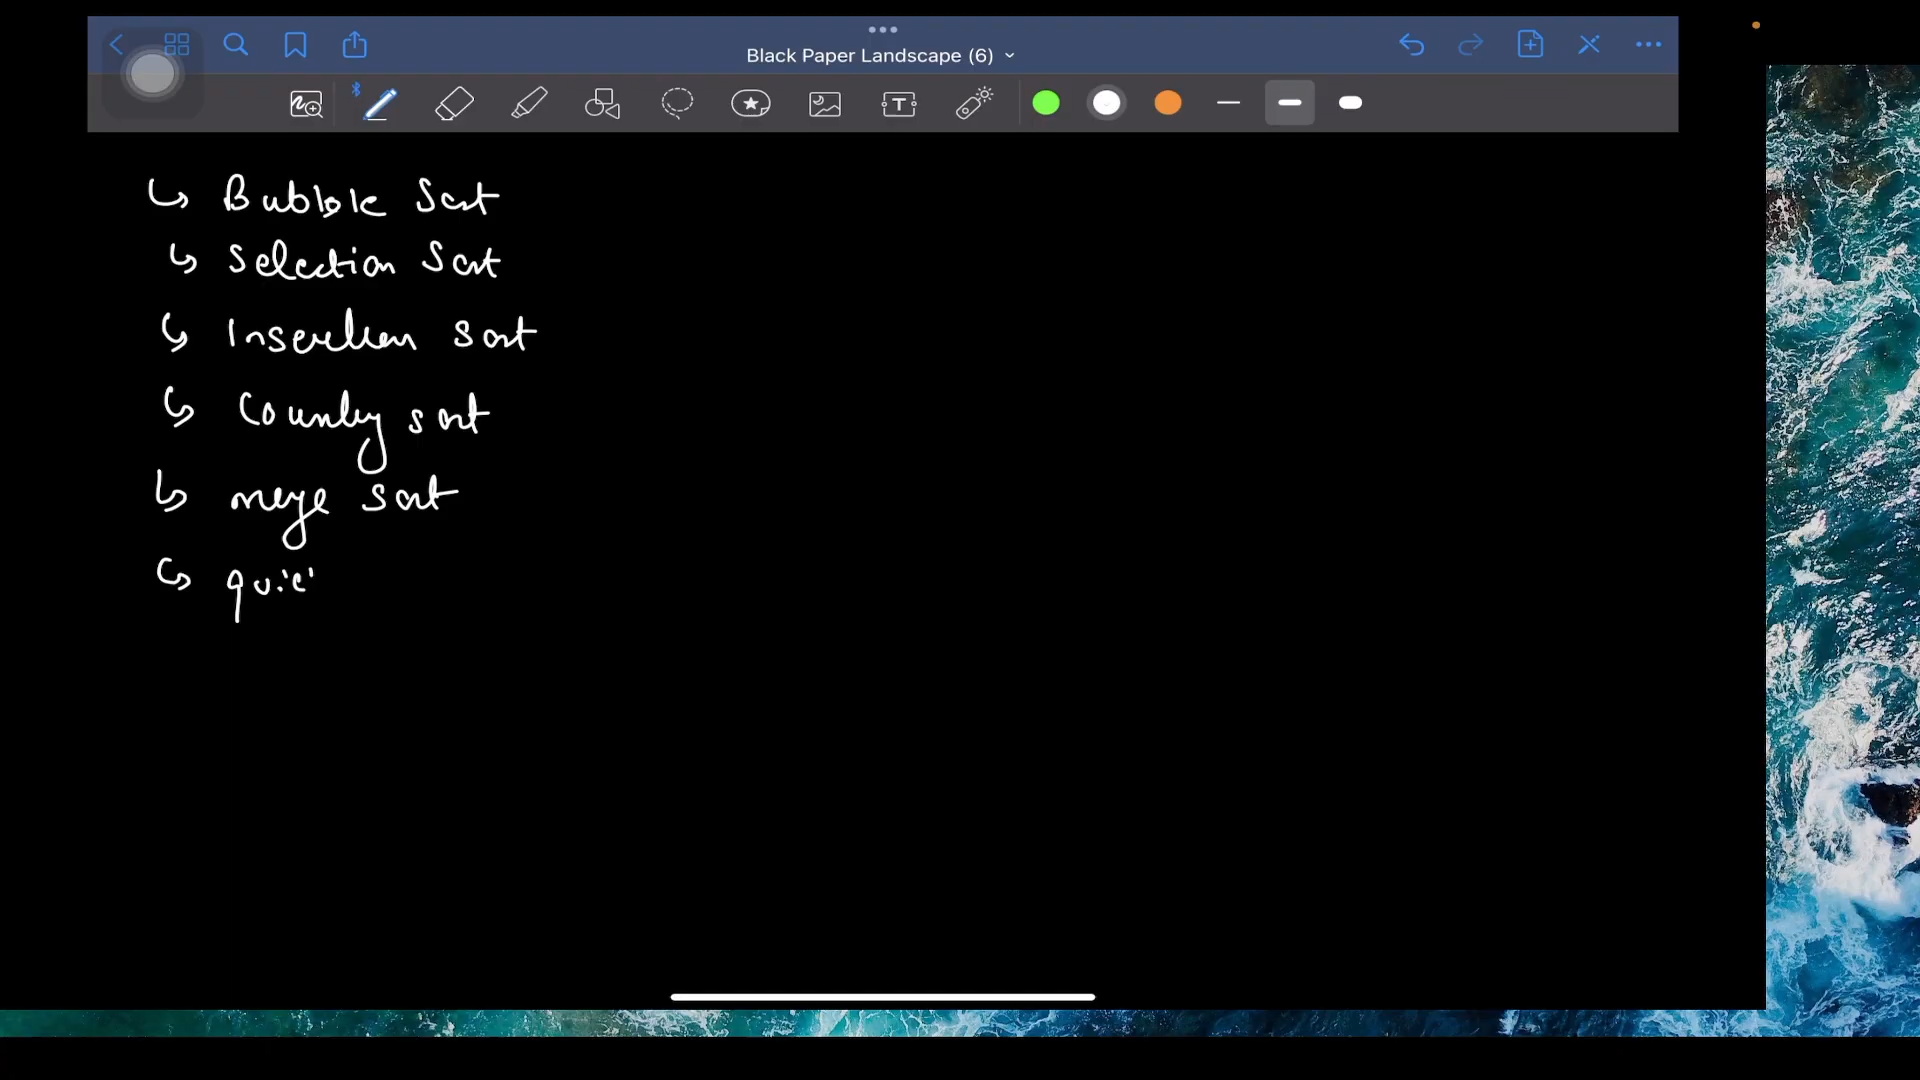 Black Paper Landscape (6)
T
Bubble Sort
Selection Sort
Insertion sort
Counting sort
merge sort
quic